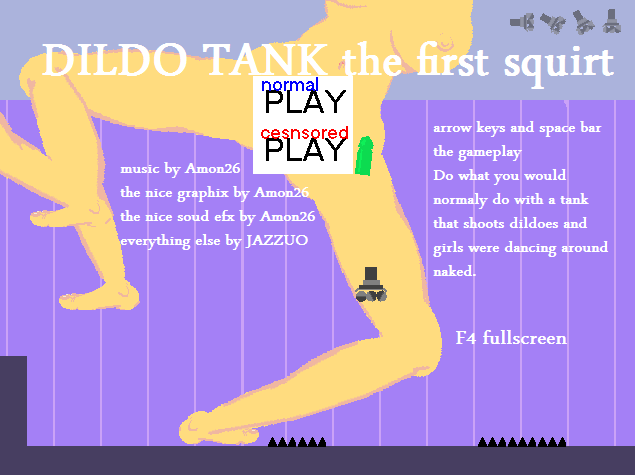 DILDO TANK the first squirt
normal
PLAY
cesnsored
PLAY
music by Amon26
the nice graphix by Amon26
the nice soud efx by Amon26
everything else by JAZZUO
arrow keys and space bar
the gameplay
Do what you would
normaly do with a tank
that shoots dildoes and
girls were dancing around
naked.
F4 fullscreen